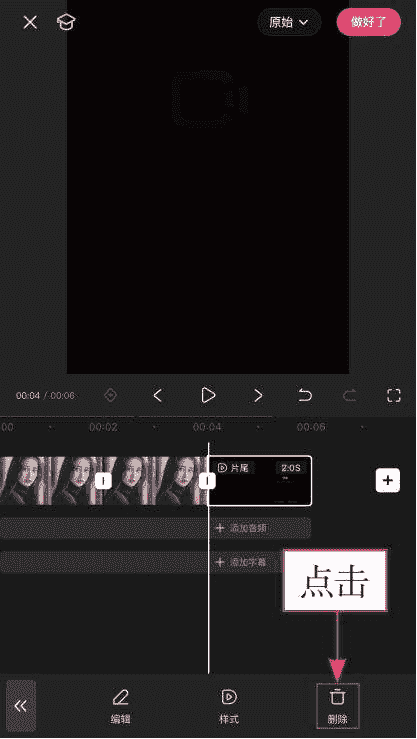 原始
做好了
00:04 / 00:06
00 00:02 00:04 00:06
片尾 2:0S
+ 添加音频
+ 添加字幕
点击
编辑 样式 删除